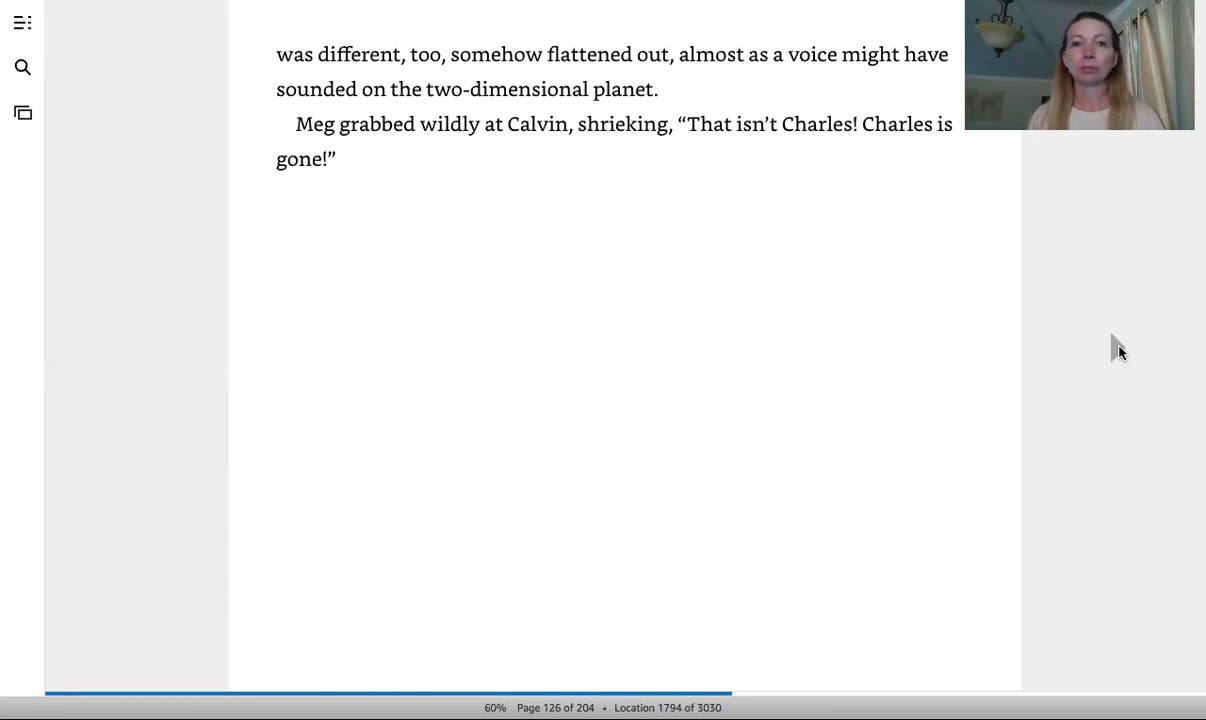 was different, too, somehow flattened out, almost as a voice might have
sounded on the two-dimensional planet.
Meg grabbed wildly at Calvin, shrieking, “That isn’t Charles! Charles is
gone!”
60% Page 126 of 204 • Location 1794 of 3030